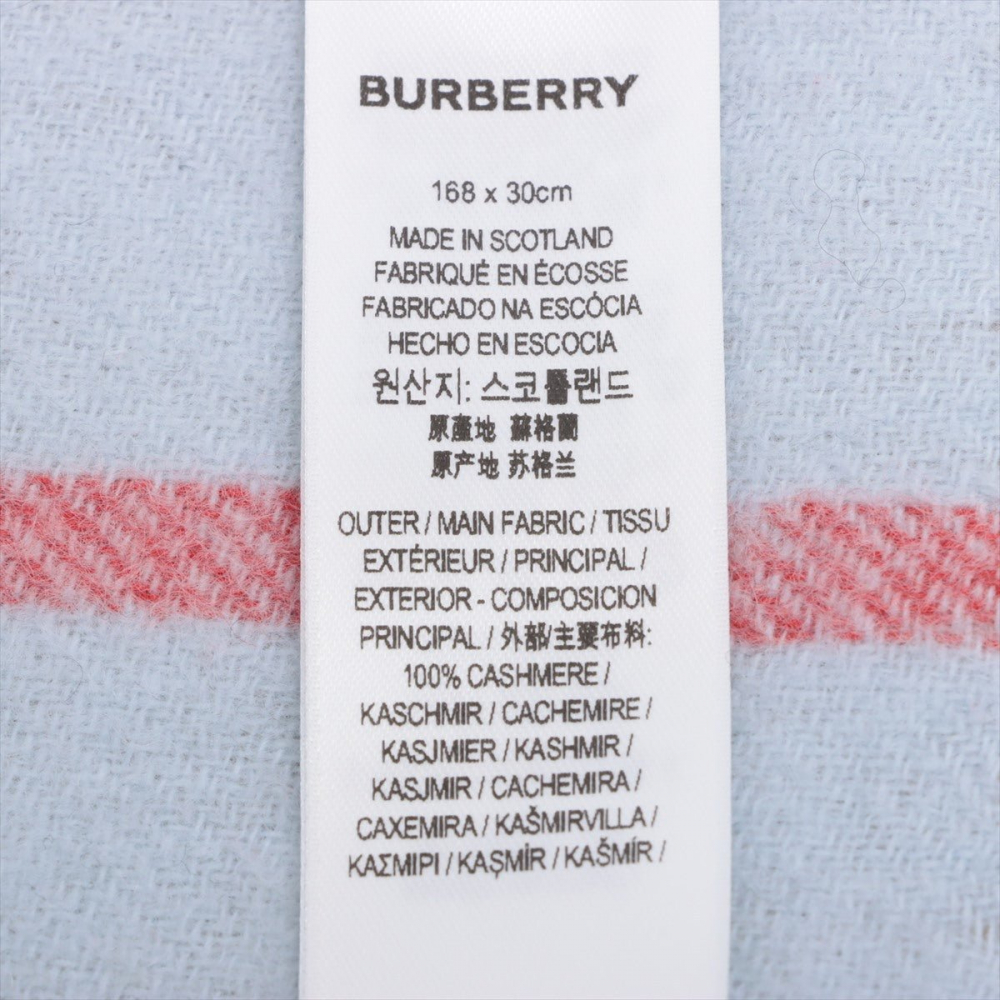 BURBERRY
168 x 30cm
MADE IN SCOTLAND
FABRIQUÉ EN ÉCOSSE
FABRICADO NA ESCÓCIA
HECHO EN ESCOCIA
원산지: 스코틀랜드
原產地 蘇格蘭
原产地 苏格兰
OUTER / MAIN FABRIC / TISSU
EXTÉRIEUR / PRINCIPAL /
EXTERIOR - COMPOSICION
PRINCIPAL / 外部/主要布料:
100% CASHMERE /
KASCHMIR / CACHEMIRE /
KASJMIER / KASHMIR /
KASJMIR / CACHEMIRA /
CAXEMIRA / KAŠMIRVILLA /
ΚΑΣΜΙΡΙ / KAŞMİR / KAŠMÍR /